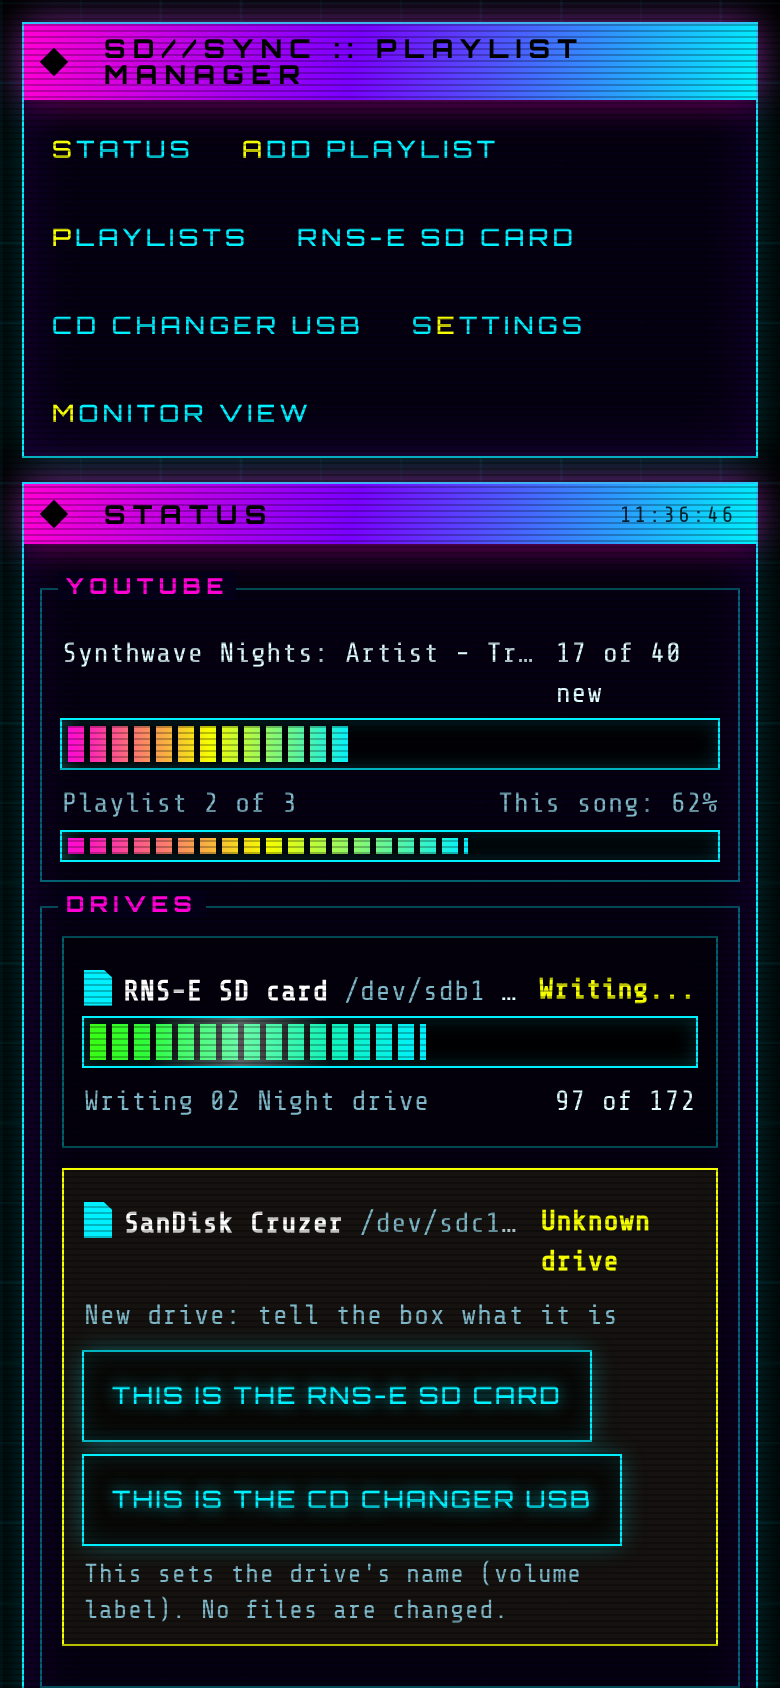 SD//SYNC :: PLAYLIST
MANAGER
STATUS ADD PLAYLIST
PLAYLISTS RNS-E SD CARD
CD CHANGER USB SETTINGS
MONITOR VIEW
STATUS 11:36:46
YOUTUBE
Synthwave Nights: Artist - Tr… 17 of 40
new
Playlist 2 of 3 This song: 62%
DRIVES
RNS-E SD card /dev/sdb1 … Writing...
Writing 02 Night drive 97 of 172
SanDisk Cruzer /dev/sdc1… Unknown
drive
New drive: tell the box what it is
THIS IS THE RNS-E SD CARD
THIS IS THE CD CHANGER USB
This sets the drive's name (volume
label). No files are changed.